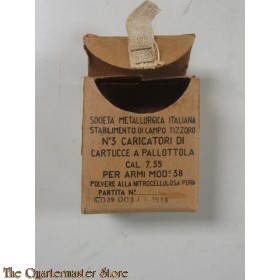 SOCIETA METALLURGICA ITALIANA
STABILIMENTO DI CAMPO TIZZORO
N°3 CARICATORI DI
CARTUCCE A PALLOTTOLA
CAL. 7,35
PER ARMI MOD°38
POLVERE ALLA NITROCELLULOSA PURA
PARTITA N°
The Quartermaster's Store